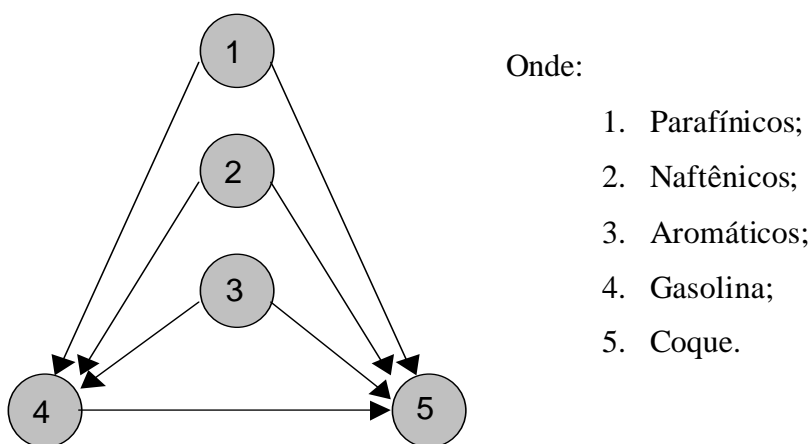 1
2
3
4
5
Onde:
1. Parafínicos;
2. Naftênicos;
3. Aromáticos;
4. Gasolina;
5. Coque.